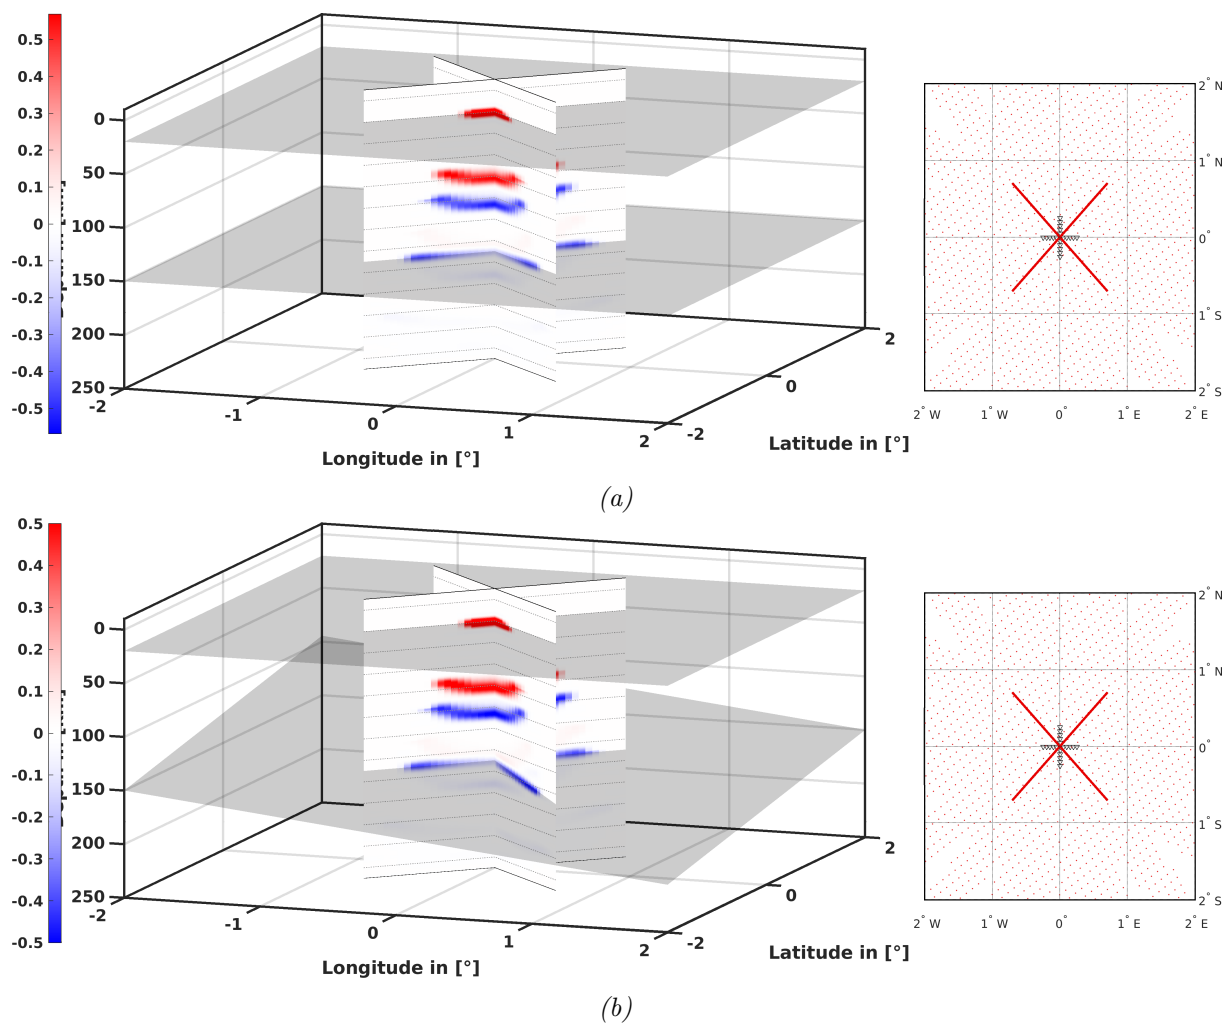 0.5
0.4
0.3
0.2
0.1
0
-0.1
-0.2
-0.3
-0.4
-0.5
0
50
100
150
200
250
-2
-1
0
1
2
-2
0
2
Longitude in [°]
Latitude in [°]
2° N
1° N
0°
1° S
2° S
2° W
1° W
0°
1° E
2° E
(a)
0.5
0.4
0.3
0.2
0.1
0
-0.1
-0.2
-0.3
-0.4
-0.5
0
50
100
150
200
250
-2
-1
0
1
2
-2
0
2
Longitude in [°]
Latitude in [°]
2° N
1° N
0°
1° S
2° S
2° W
1° W
0°
1° E
2° E
(b)